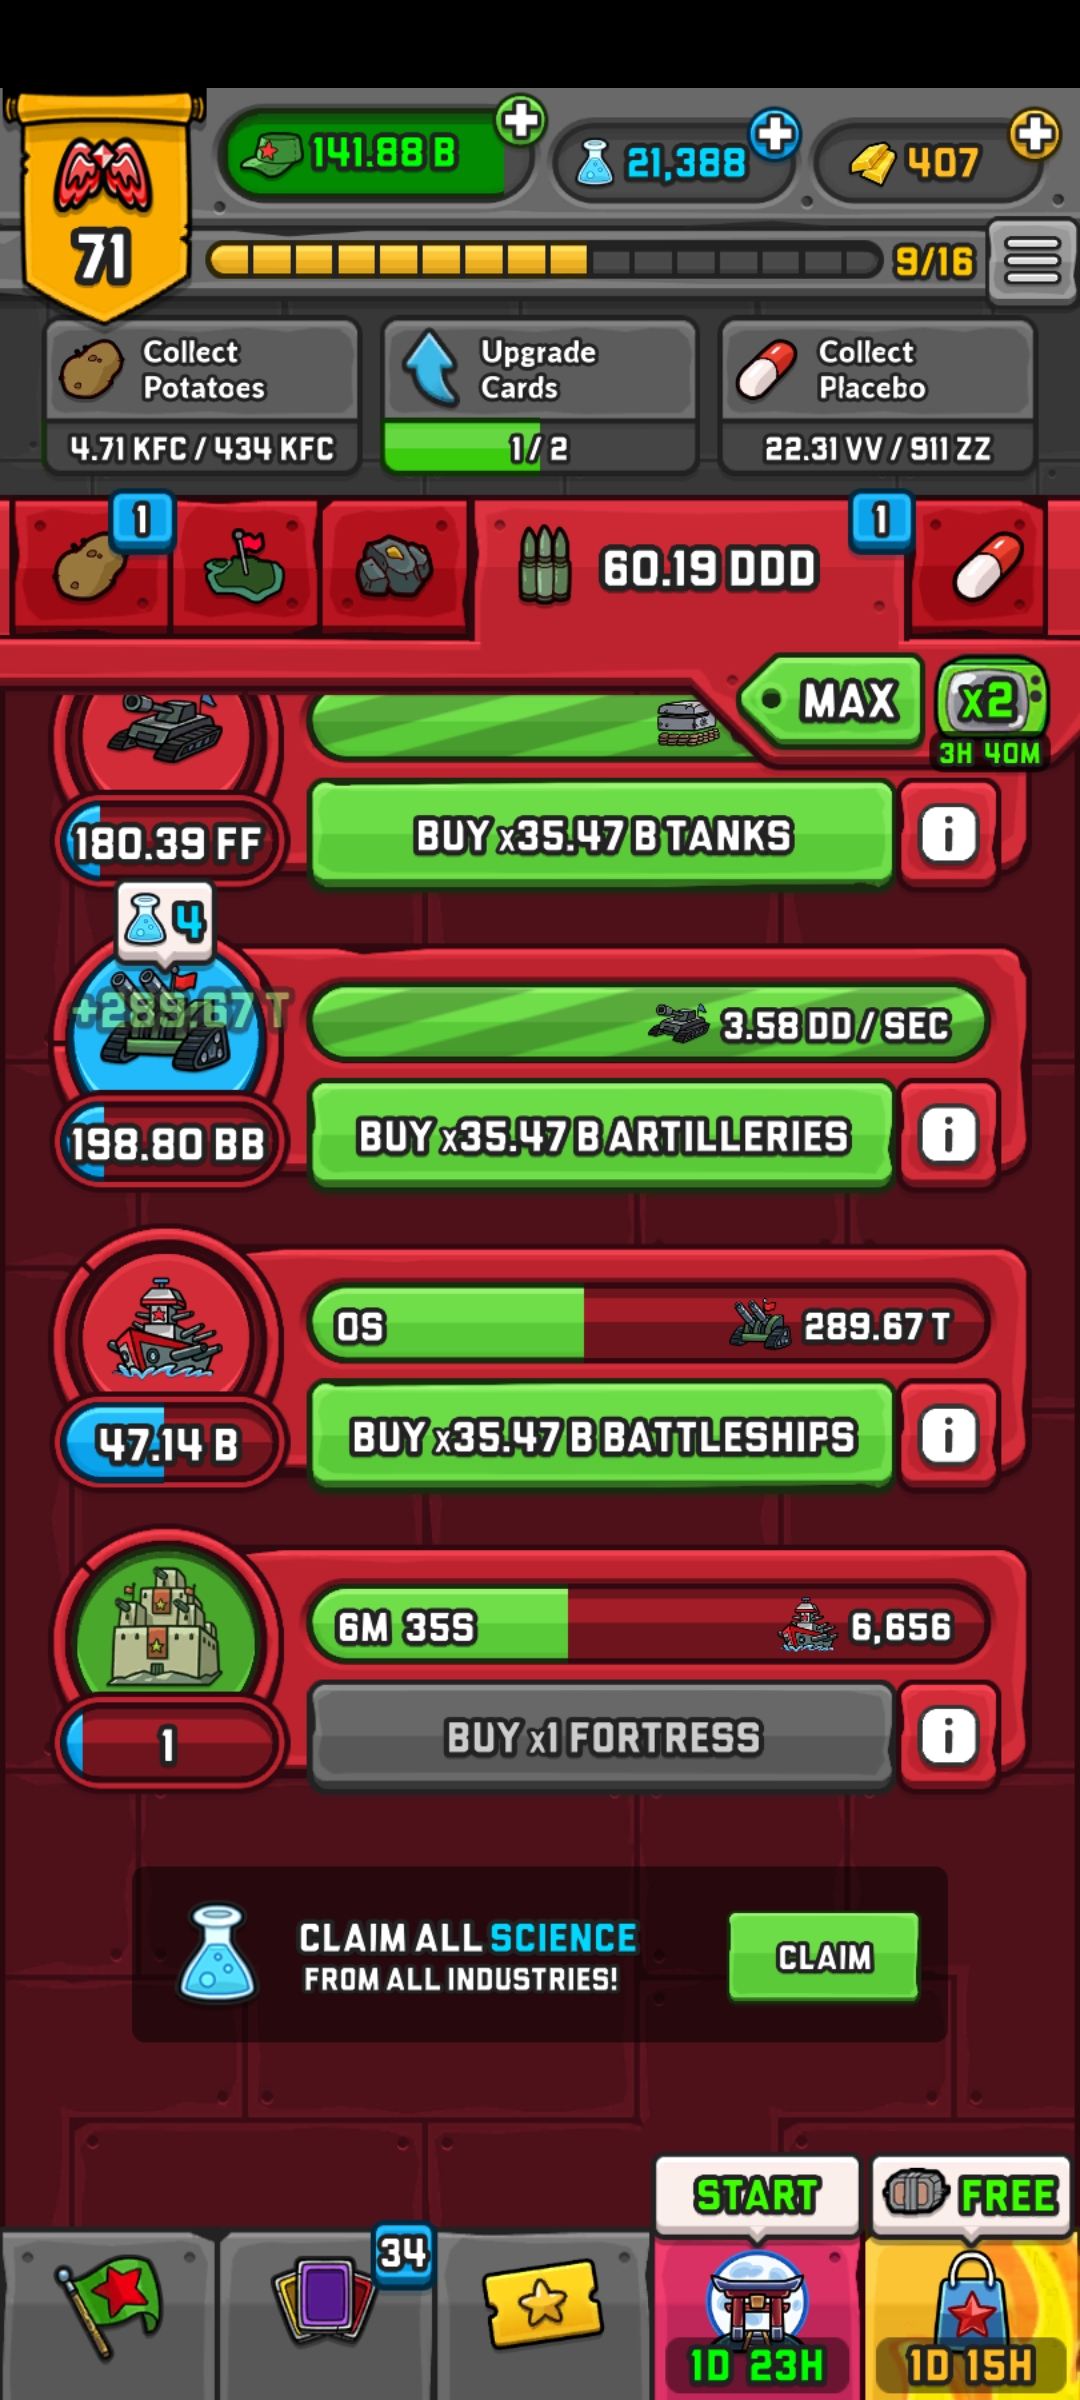 141.88 B
21,388
407
71
9/16
Collect
Potatoes
4.71 KFC / 434 KFC
Upgrade
Cards
1 / 2
Collect
Placebo
22.31 VV / 911 ZZ
1
60.19 DDD
1
MAX
x2
3H 40M
180.39 FF
BUY x35.47 B TANKS
i
4
+289.67 T
3.58 DD / SEC
198.80 BB
BUY x35.47 B ARTILLERIES
i
0S
289.67 T
47.14 B
BUY x35.47 B BATTLESHIPS
i
6M 35S
6,656
1
BUY x1 FORTRESS
i
CLAIM ALL SCIENCE
FROM ALL INDUSTRIES!
CLAIM
START
FREE
34
1D 23H
1D 15H